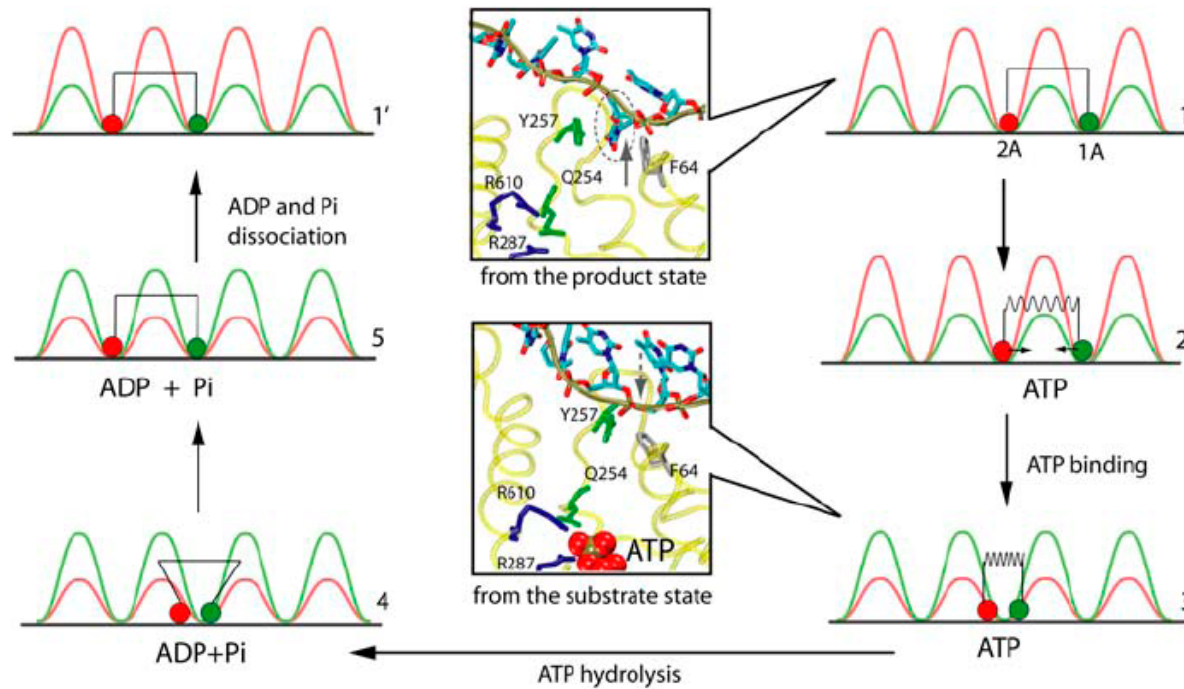 1'
ADP and Pi
dissociation
5
ADP + Pi
4
ADP+Pi
Y257
Q254
R610
R287
F64
from the product state
Y257
Q254
R610
R287
F64
ATP
from the substrate state
1
2A
1A
2
ATP
ATP binding
3
ATP
ATP hydrolysis